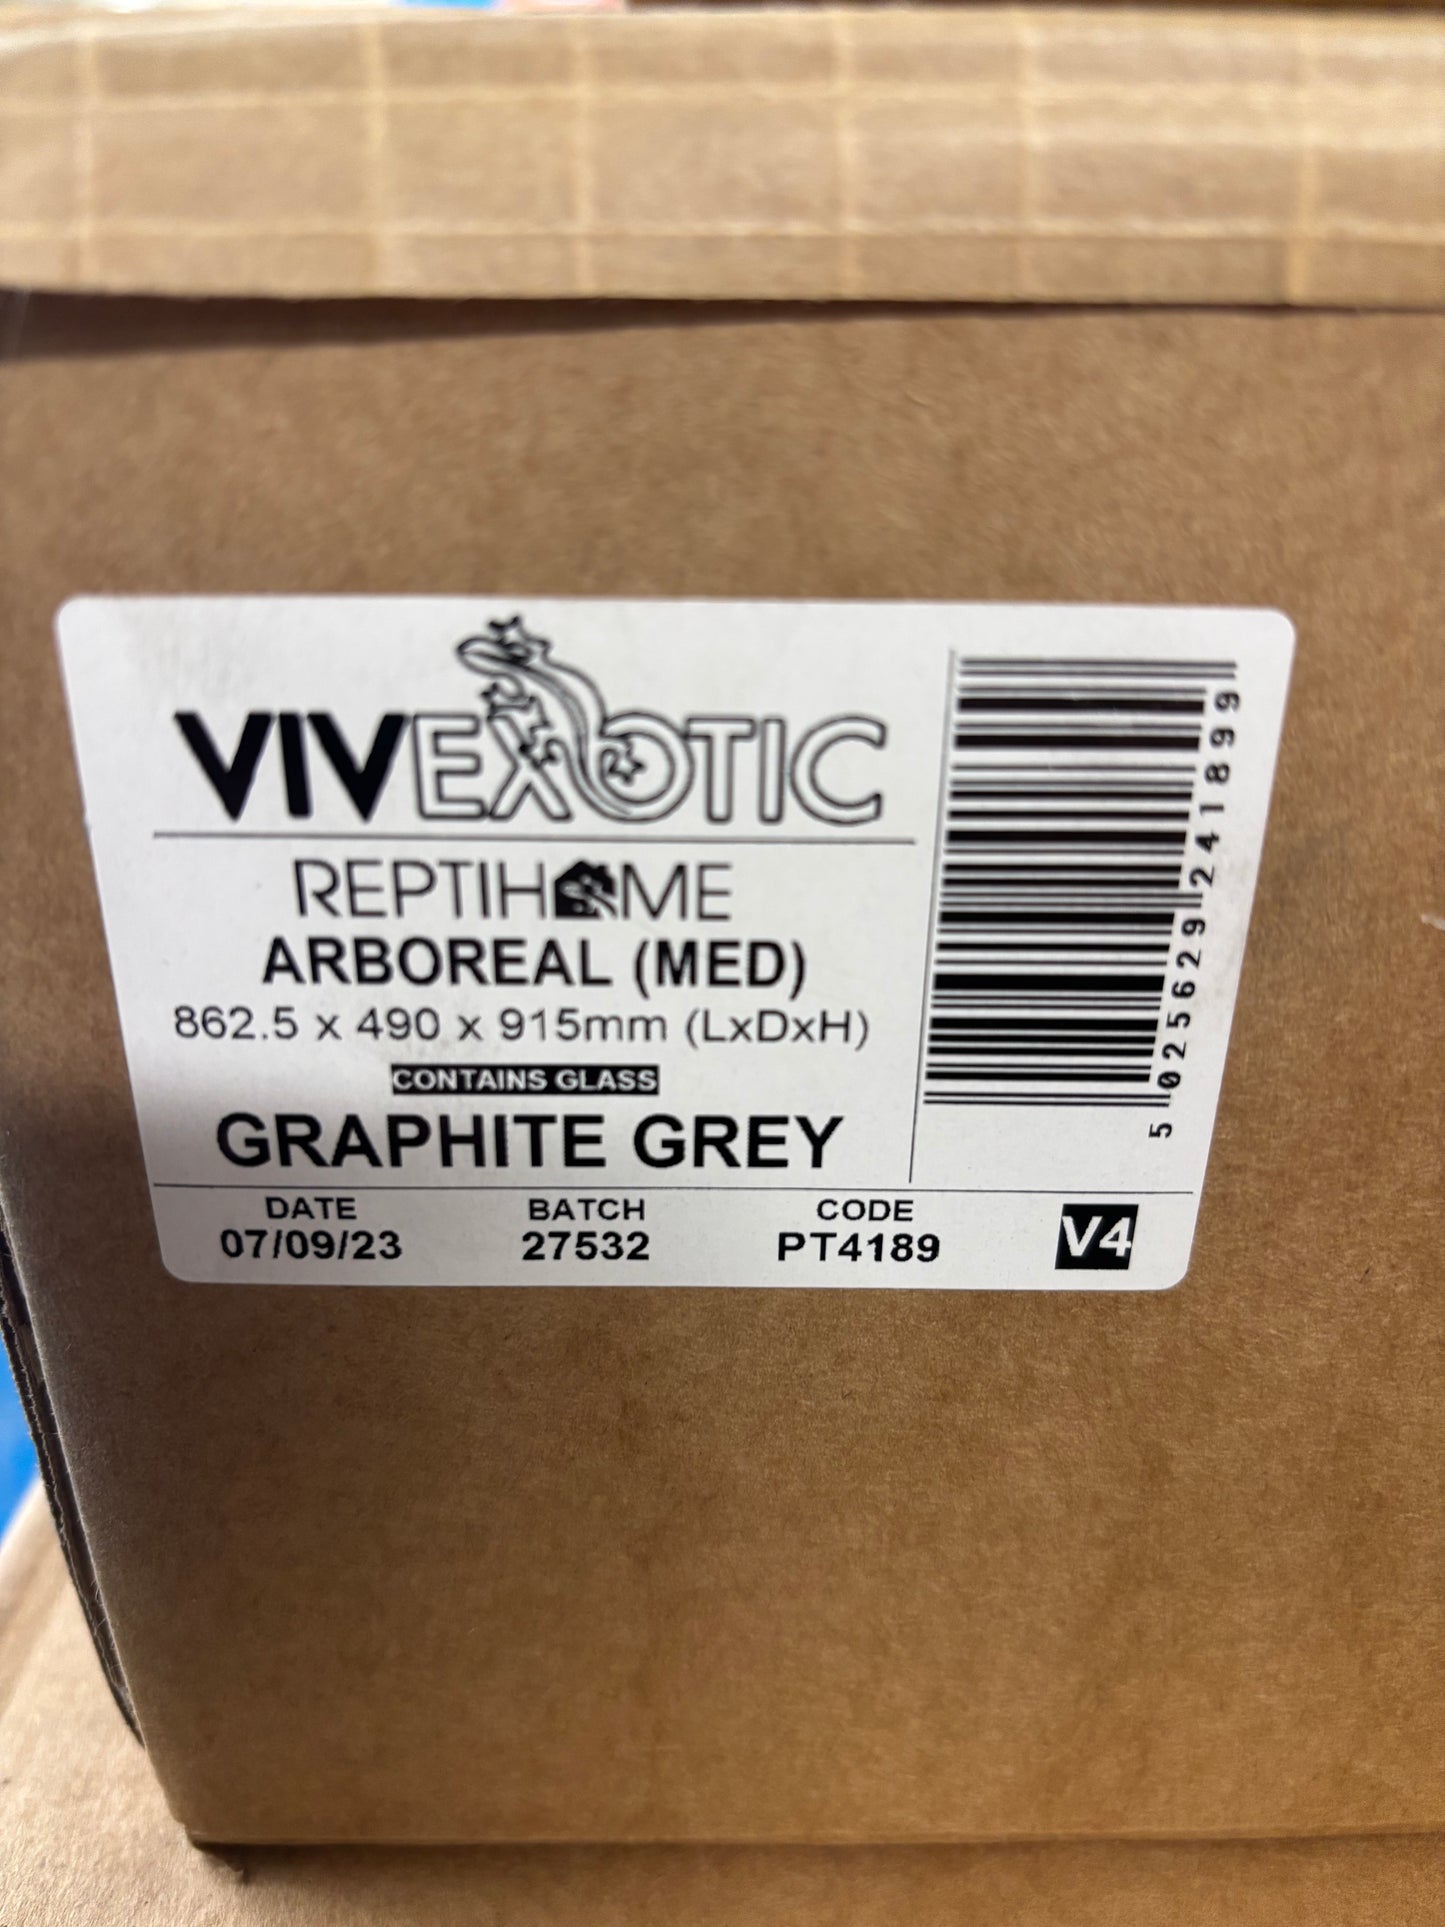 VIVEXOTIC
REPTIHOME
ARBOREAL (MED)
862.5 x 490 x 915mm (LxDxH)
CONTAINS GLASS
GRAPHITE GREY
DATE BATCH CODE
07/09/23 27532 PT4189 V4
5 025629 241899